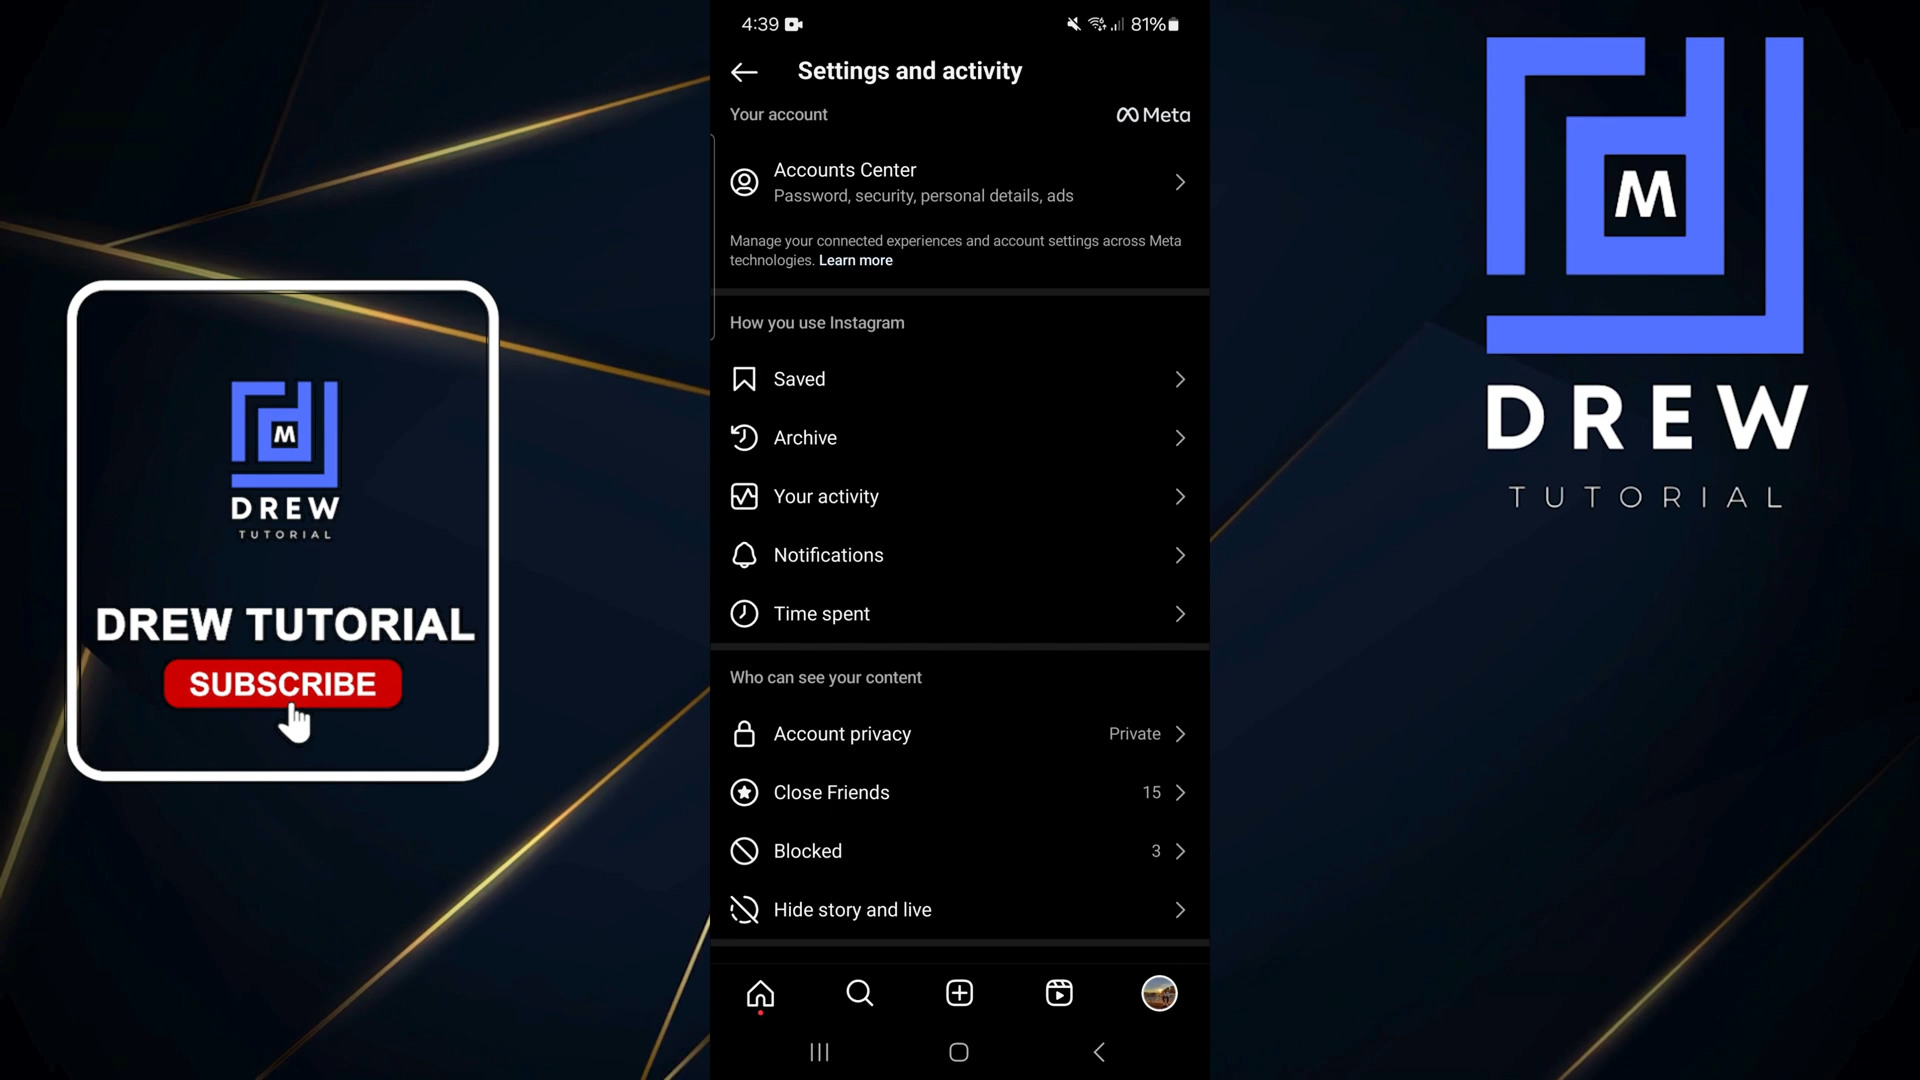 4:39
81%
Settings and activity
Your account
Meta
Accounts Center
Password, security, personal details, ads
Manage your connected experiences and account settings across Meta
technologies. Learn more
How you use Instagram
Saved
Archive
Your activity
Notifications
Time spent
Who can see your content
Account privacy
Private
Close Friends
15
Blocked
3
Hide story and live
M
DREW
TUTORIAL
DREW TUTORIAL
SUBSCRIBE
M
DREW
TUTORIAL